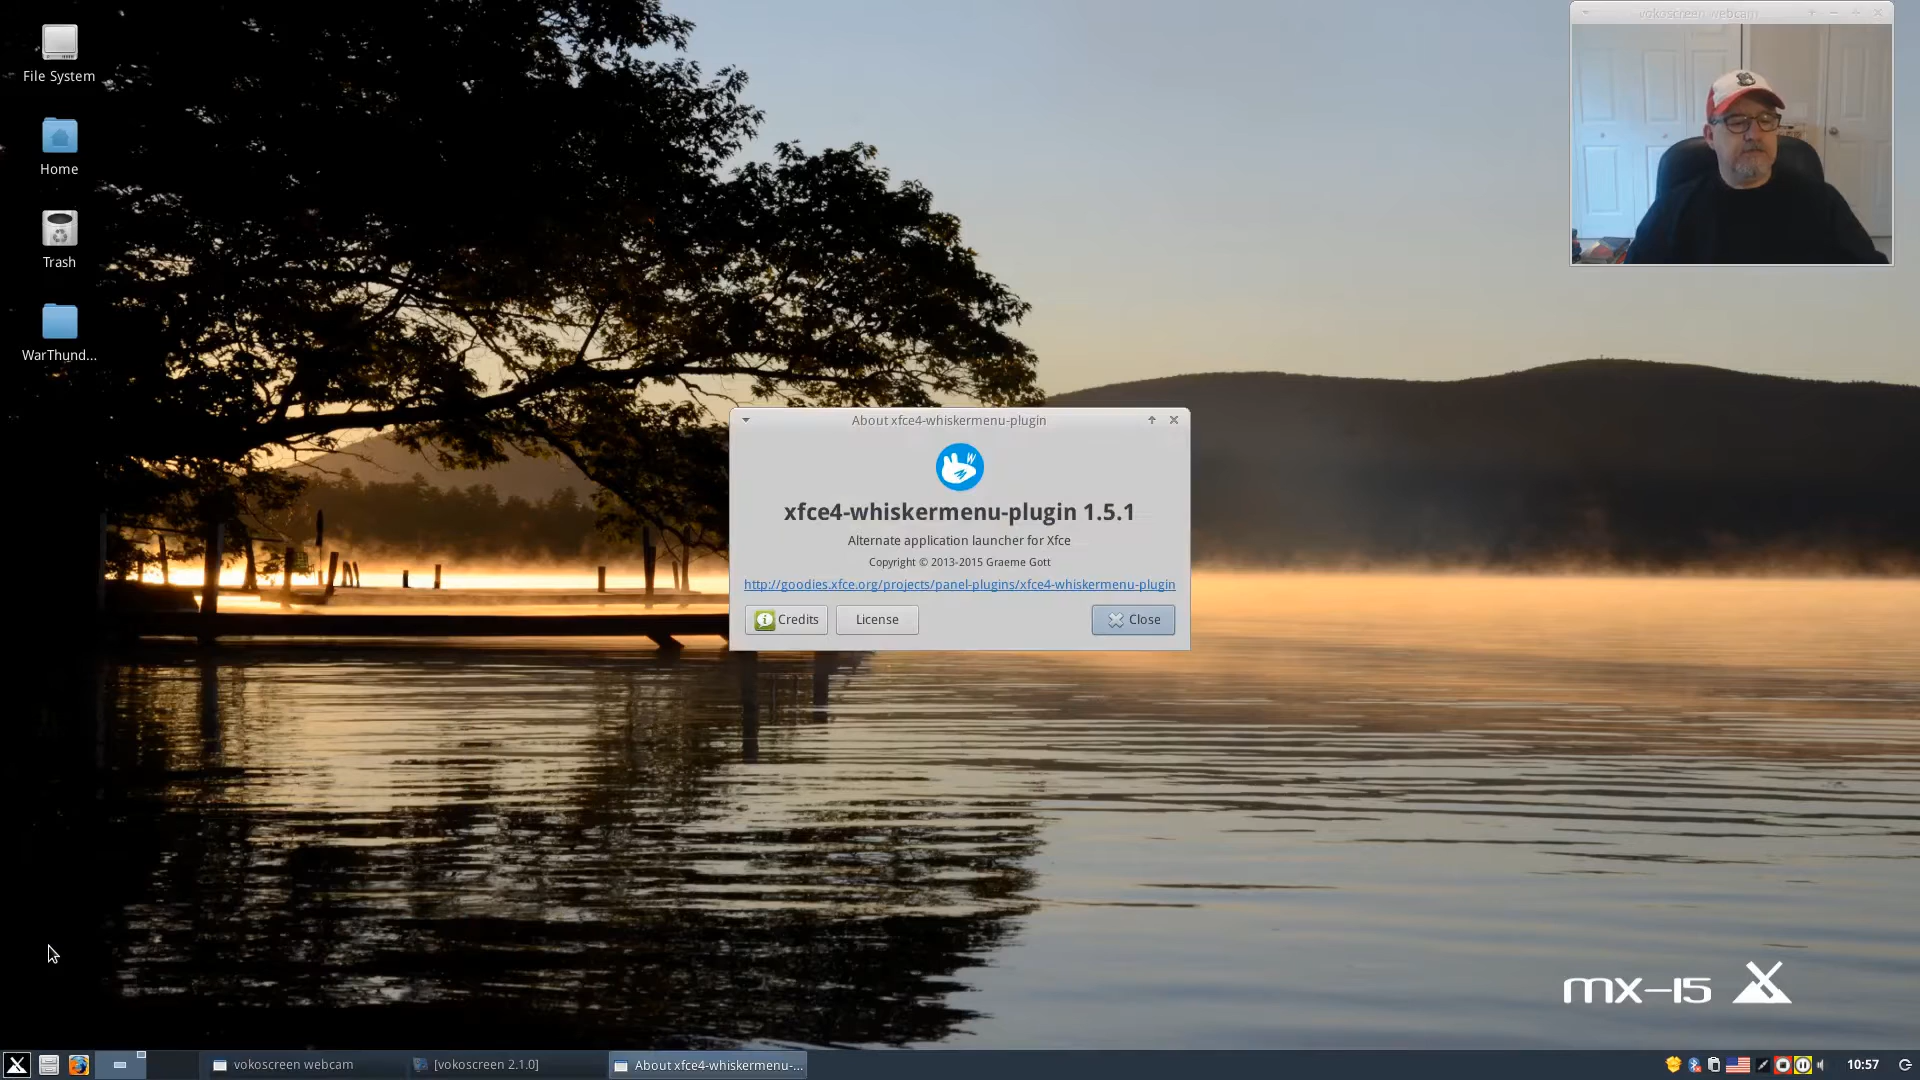 File System
Home
Trash
WarThund...
vokoscreen webcam
About xfce4-whiskermenu-plugin
xfce4-whiskermenu-plugin 1.5.1
Alternate application launcher for Xfce
Copyright © 2013-2015 Graeme Gott
http://goodies.xfce.org/projects/panel-plugins/xfce4-whiskermenu-plugin
Credits
License
Close
mx-15
vokoscreen webcam
[vokoscreen 2.1.0]
About xfce4-whiskermenu-...
10:57